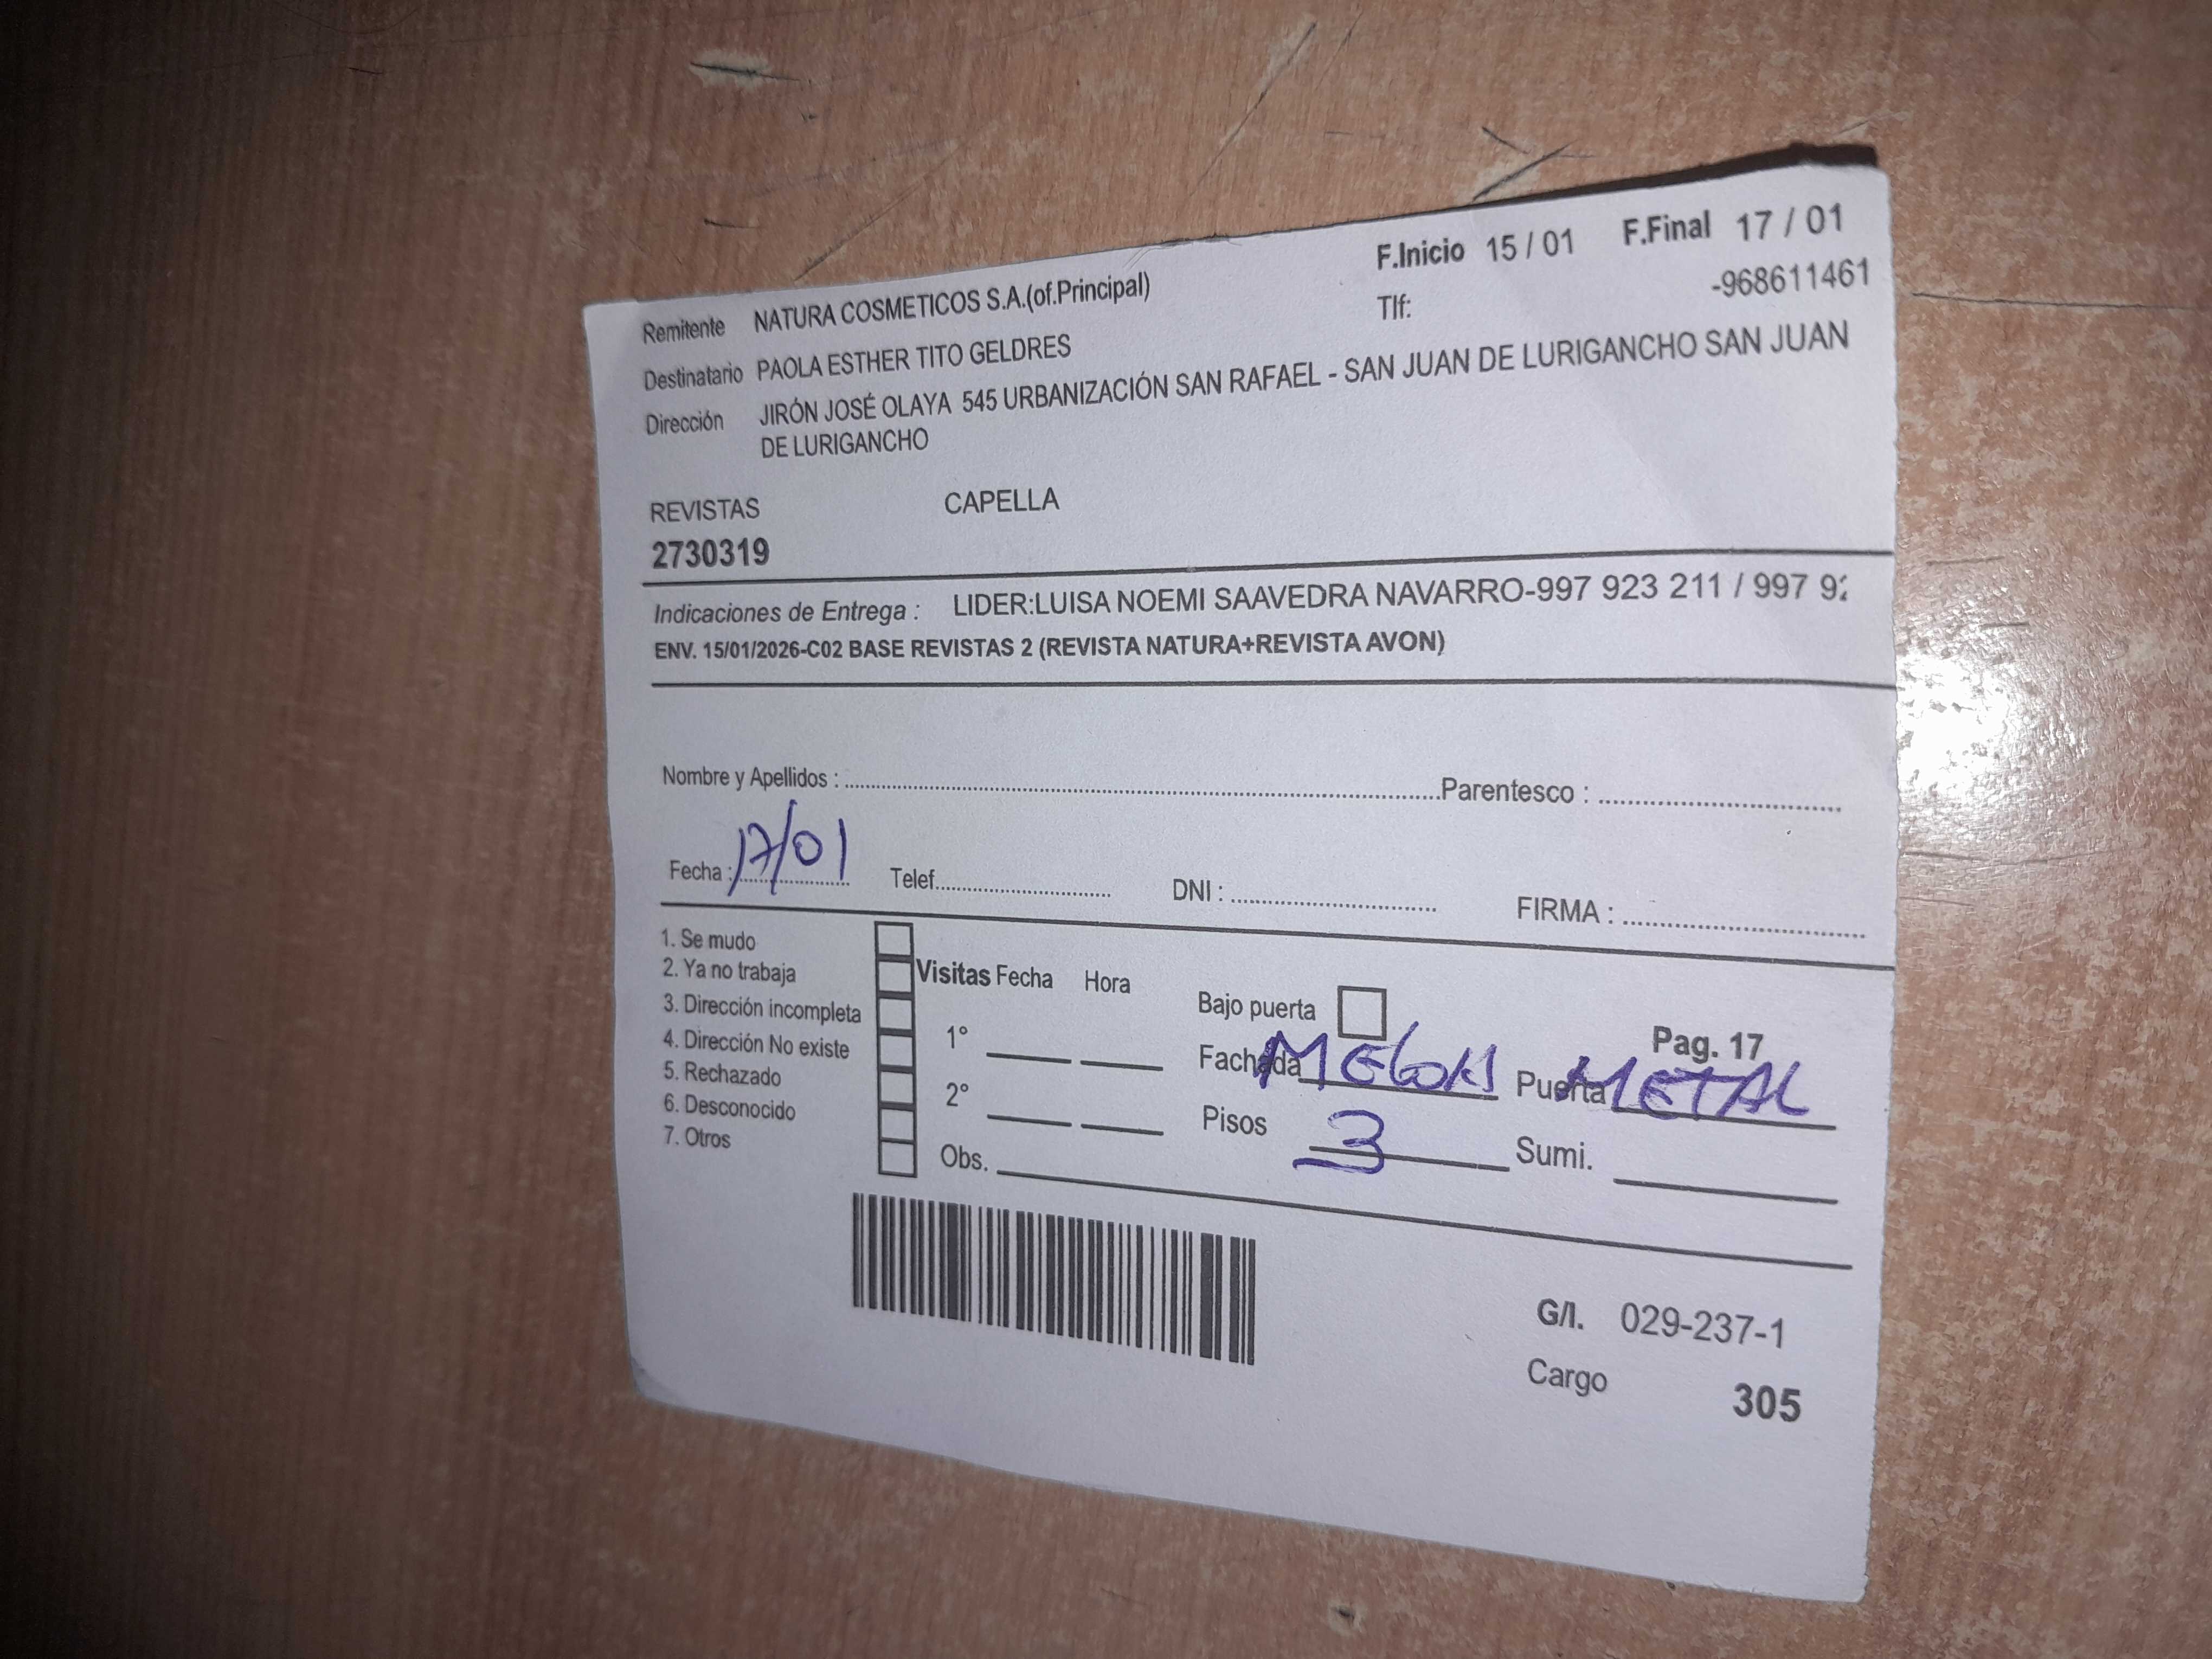 F.Inicio 15 / 01 F.Final 17 / 01
Remitente NATURA COSMETICOS S.A.(of.Principal) Tlf: -968611461
Destinatario PAOLA ESTHER TITO GELDRES
Dirección JIRÓN JOSÉ OLAYA 545 URBANIZACIÓN SAN RAFAEL - SAN JUAN DE LURIGANCHO SAN JUAN
DE LURIGANCHO
REVISTAS CAPELLA
2730319
Indicaciones de Entrega : LIDER:LUISA NOEMI SAAVEDRA NAVARRO-997 923 211 / 997 92
ENV. 15/01/2026-C02 BASE REVISTAS 2 (REVISTA NATURA+REVISTA AVON)
Nombre y Apellidos : Parentesco :
Fecha : 17/01 Telef. DNI : FIRMA :
1. Se mudo
2. Ya no trabaja
3. Dirección incompleta
4. Dirección No existe
5. Rechazado
6. Desconocido
7. Otros
Visitas Fecha Hora
1°
2°
Obs.
Bajo puerta
Pag. 17
Fachada MELON Puerta METAL
Pisos 3 Sumi.
G/I. 029-237-1
Cargo 305